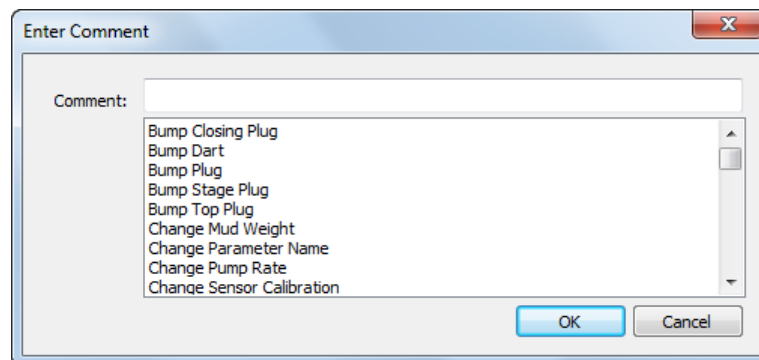 Enter Comment
Comment:
Bump Closing Plug
Bump Dart
Bump Plug
Bump Stage Plug
Bump Top Plug
Change Mud Weight
Change Parameter Name
Change Pump Rate
Change Sensor Calibration
OK Cancel